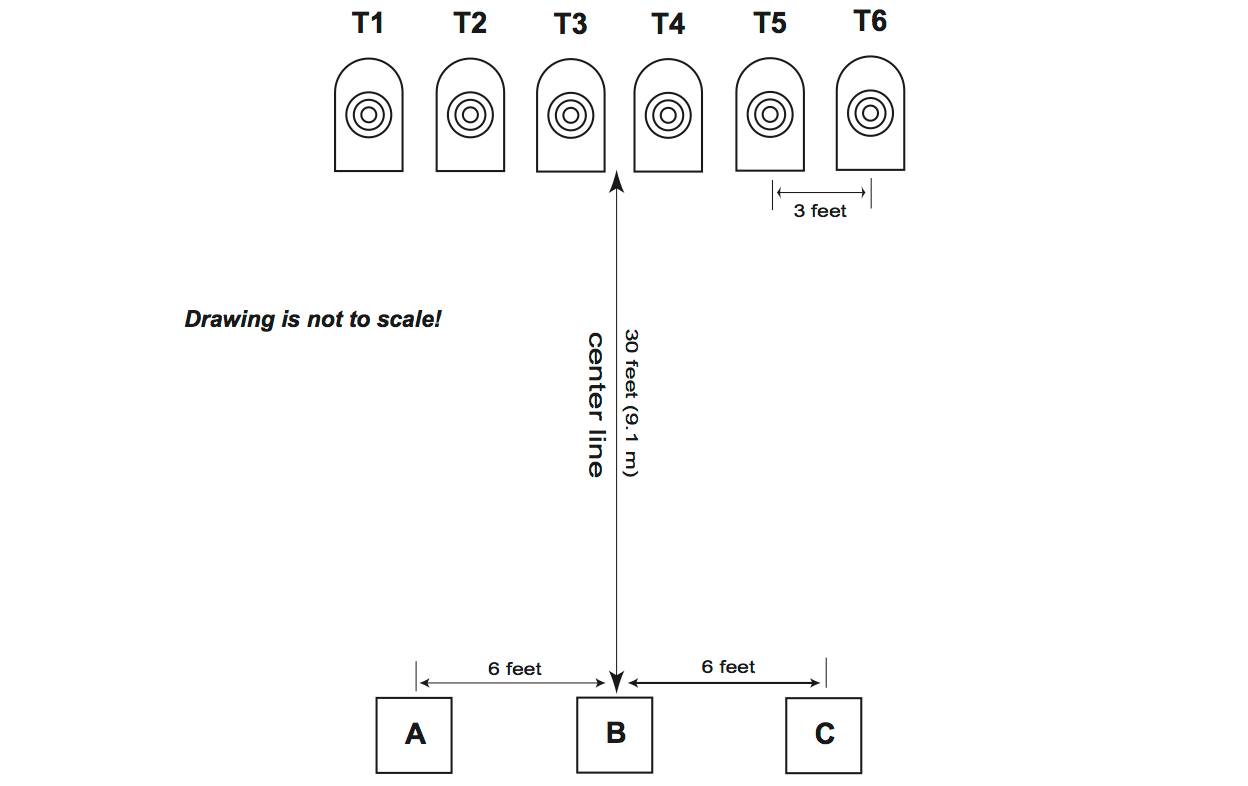 T1 T2 T3 T4 T5 T6
3 feet
Drawing is not to scale!
center line
30 feet (9.1 m)
6 feet 6 feet
A B C